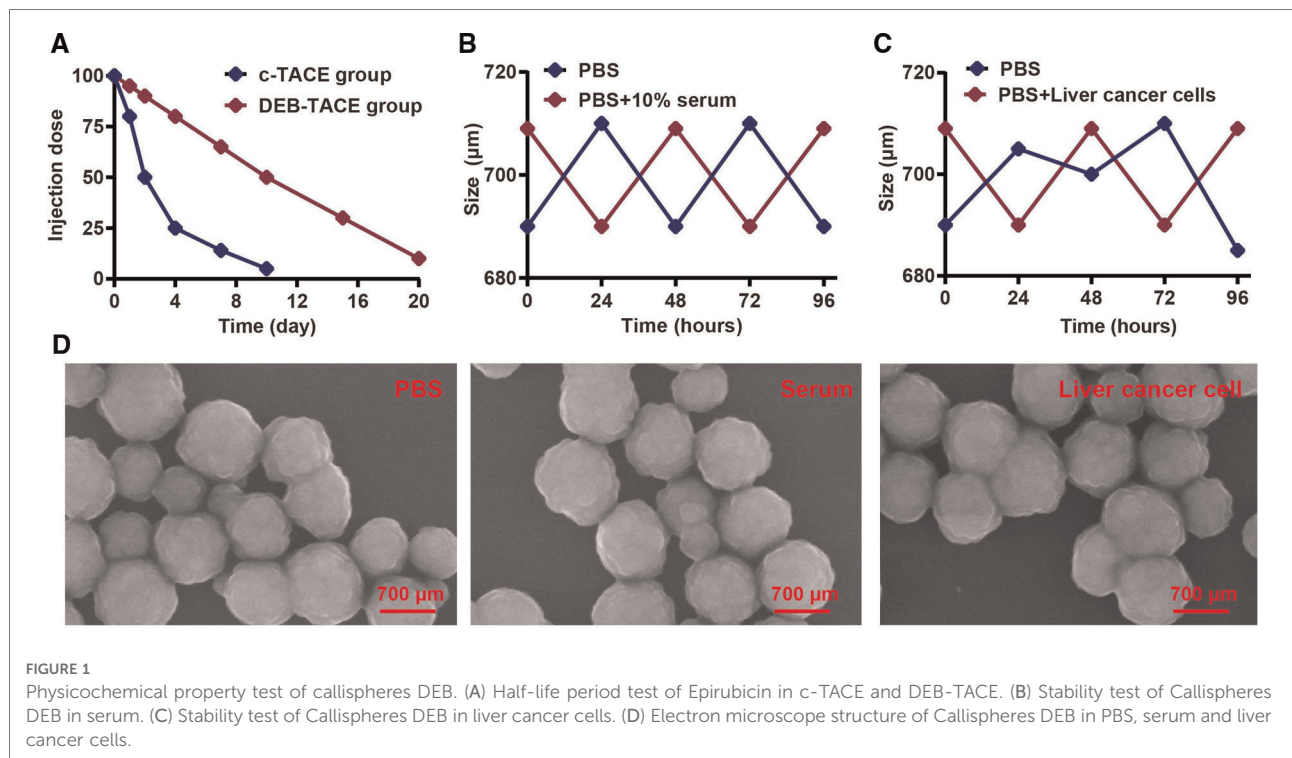 A
Injection dose
100
75
50
25
0
0 4 8 12 16 20
Time (day)
c-TACE group
DEB-TACE group
B
Size (µm)
720
700
680
0 24 48 72 96
Time (hours)
PBS
PBS+10% serum
C
Size (µm)
720
700
680
0 24 48 72 96
Time (hours)
PBS
PBS+Liver cancer cells
D
PBS
700 µm
Serum
700 µm
Liver cancer cell
700 µm
FIGURE 1
Physicochemical property test of callispheres DEB. (A) Half-life period test of Epirubicin in c-TACE and DEB-TACE. (B) Stability test of Callispheres
DEB in serum. (C) Stability test of Callispheres DEB in liver cancer cells. (D) Electron microscope structure of Callispheres DEB in PBS, serum and liver
cancer cells.